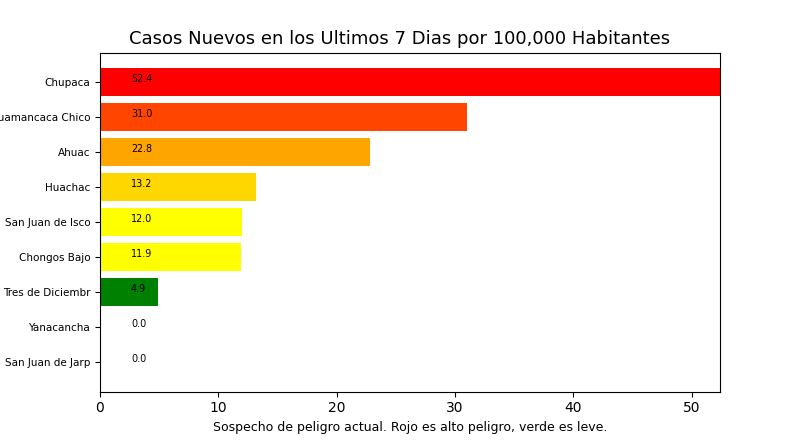 Casos Nuevos en los Ultimos 7 Dias por 100,000 Habitantes
Chupaca 52.4
uamancaca Chico 31.0
Ahuac 22.8
Huachac 13.2
San Juan de Isco 12.0
Chongos Bajo 11.9
Tres de Diciembr 4.9
Yanacancha 0.0
San Juan de Jarp 0.0
0 10 20 30 40 50
Sospecho de peligro actual. Rojo es alto peligro, verde es leve.